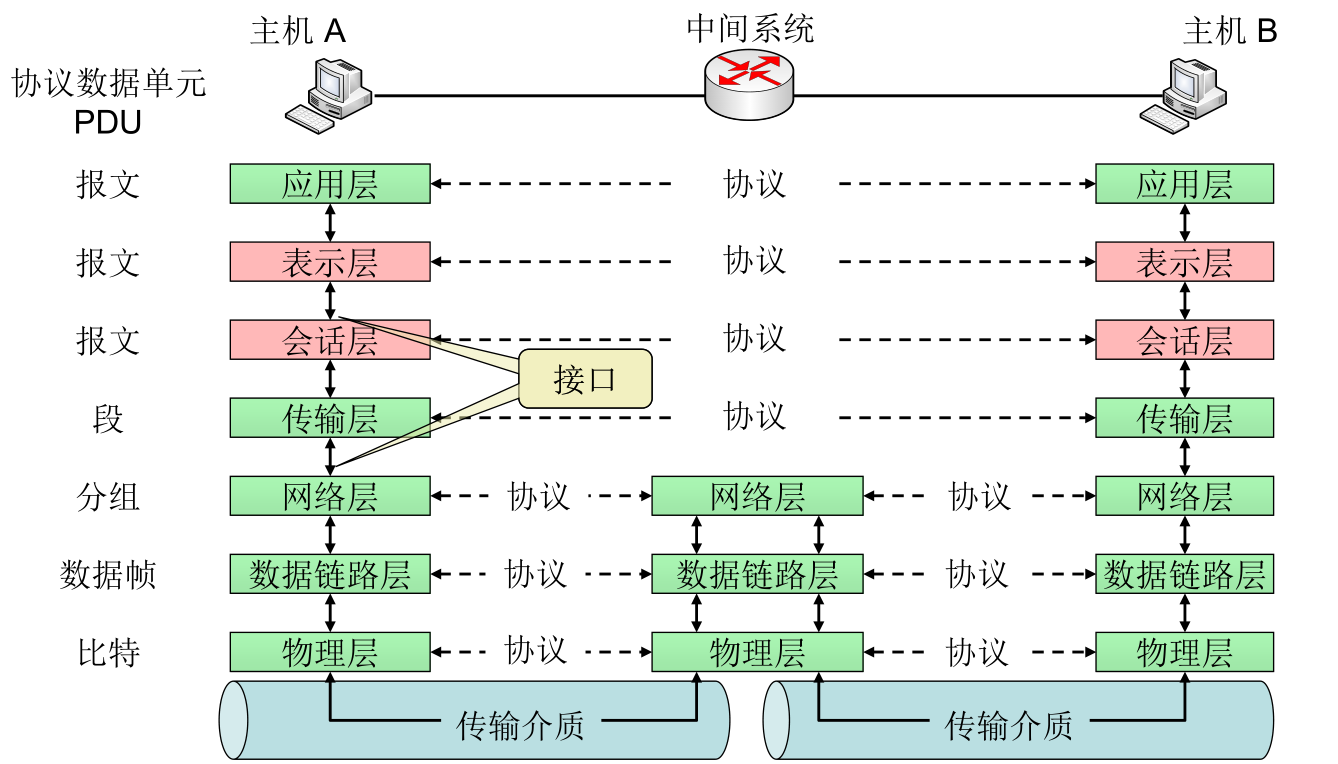 主机 A
中间系统
主机 B
协议数据单元
PDU
报文
应用层
协议
应用层
报文
表示层
协议
表示层
报文
会话层
协议
会话层
接口
段
传输层
协议
传输层
分组
网络层
协议
网络层
协议
网络层
数据帧
数据链路层
协议
数据链路层
协议
数据链路层
比特
物理层
协议
物理层
协议
物理层
传输介质
传输介质